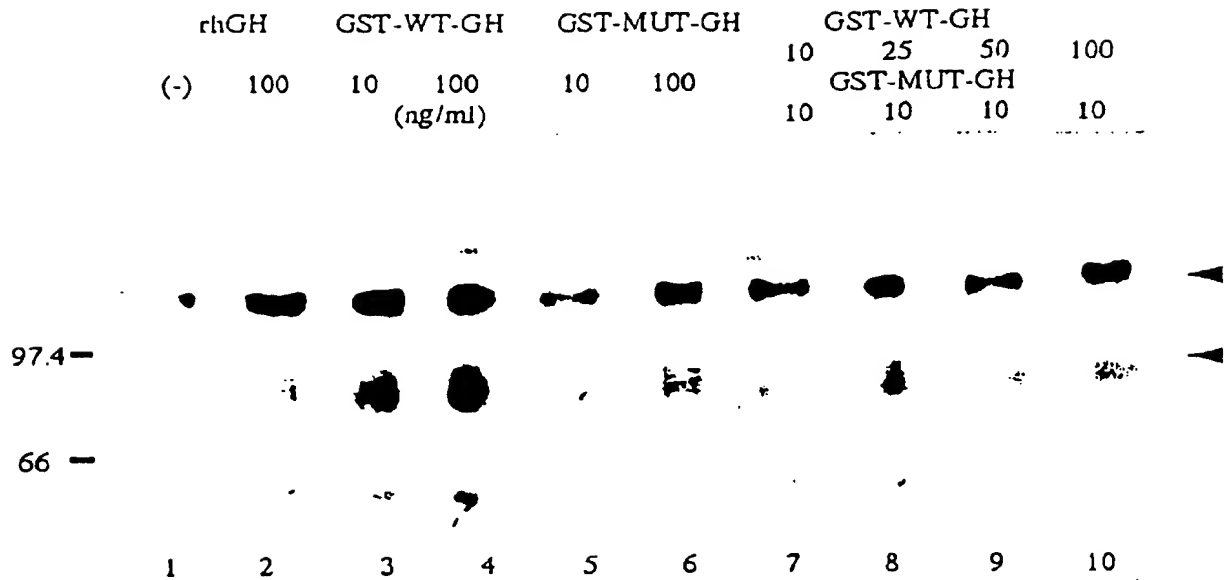 rhGH GST-WT-GH GST-MUT-GH GST-WT-GH
10 25 50 100
(-) 100 10 100 10 100 GST-MUT-GH
(ng/ml) 10 10 10 10
97.4
66
1 2 3 4 5 6 7 8 9 10